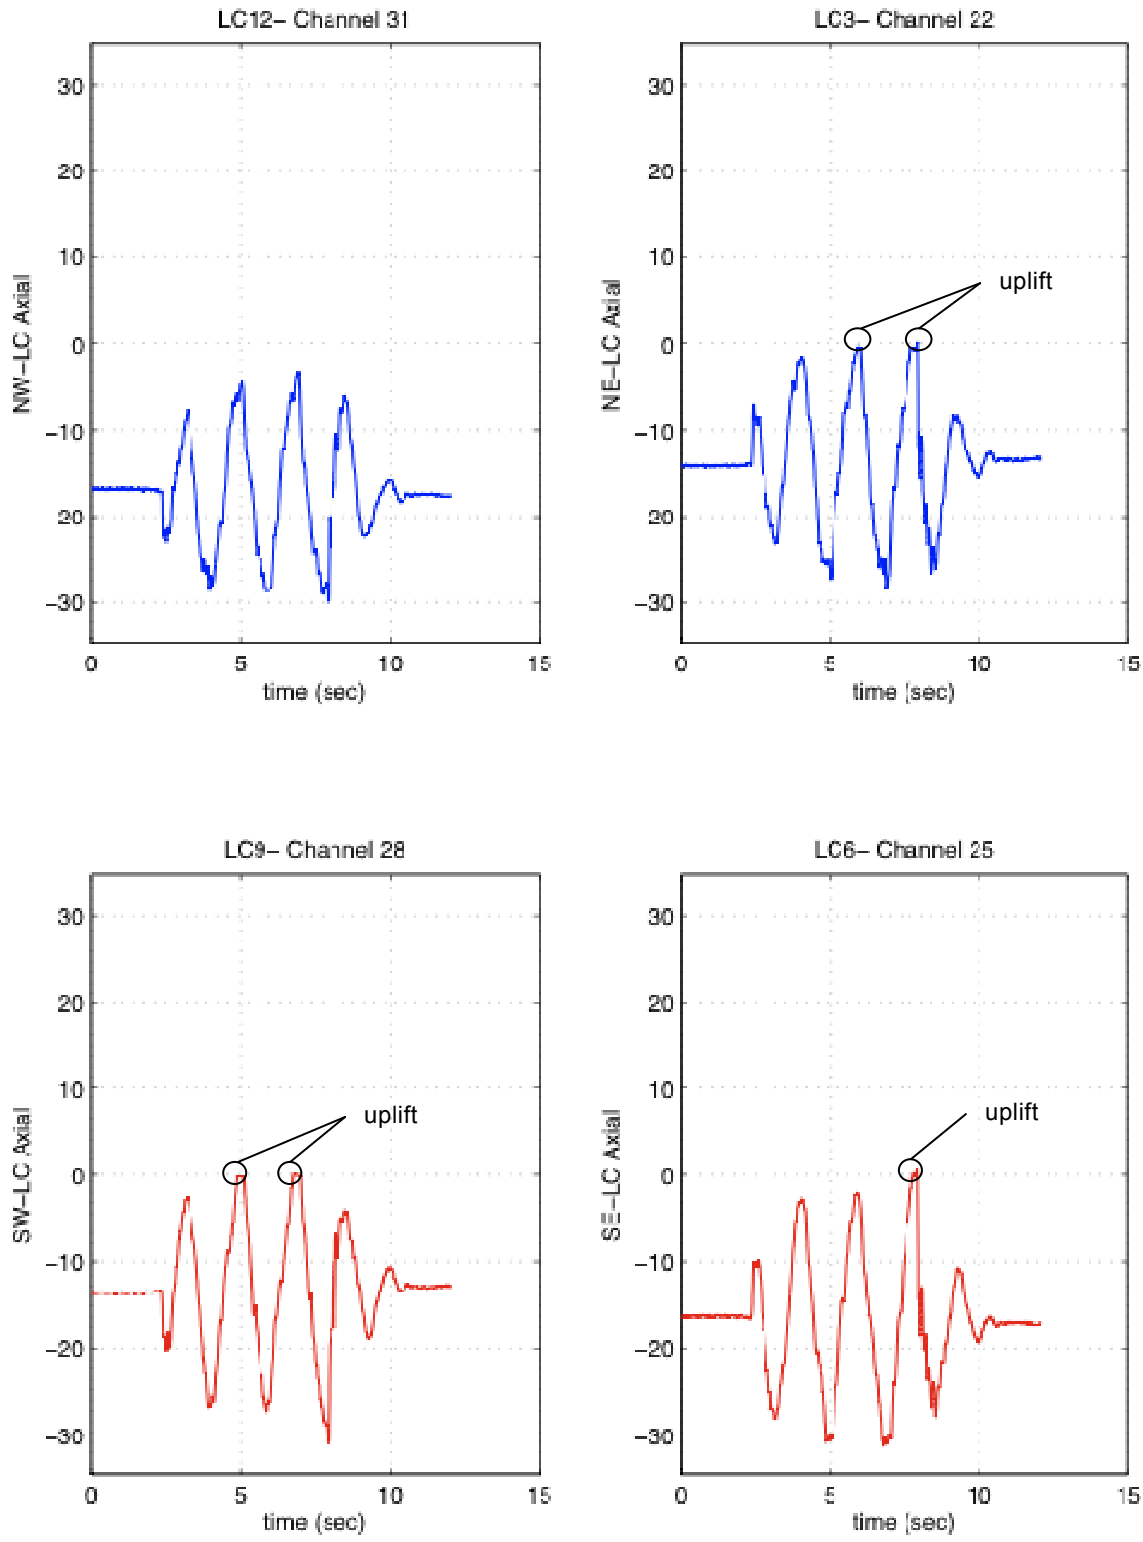 LC12– Channel 31
30
20
10
0
–10
20
–30
NW–LC Axial
0 5 10 15
time (sec)
LC3– Channel 22
30
20
10
0
–10
20
–30
NE–LC Axial
uplift
0 5 10 15
time (sec)
LC9– Channel 28
30
20
10
0
–10
–20
–30
SW–LC Axial
uplift
0 5 10 15
time (sec)
LC6– Channel 25
30
20
10
0
–10
–20
–30
SE–LC Axial
uplift
0 5 10 15
time (sec)